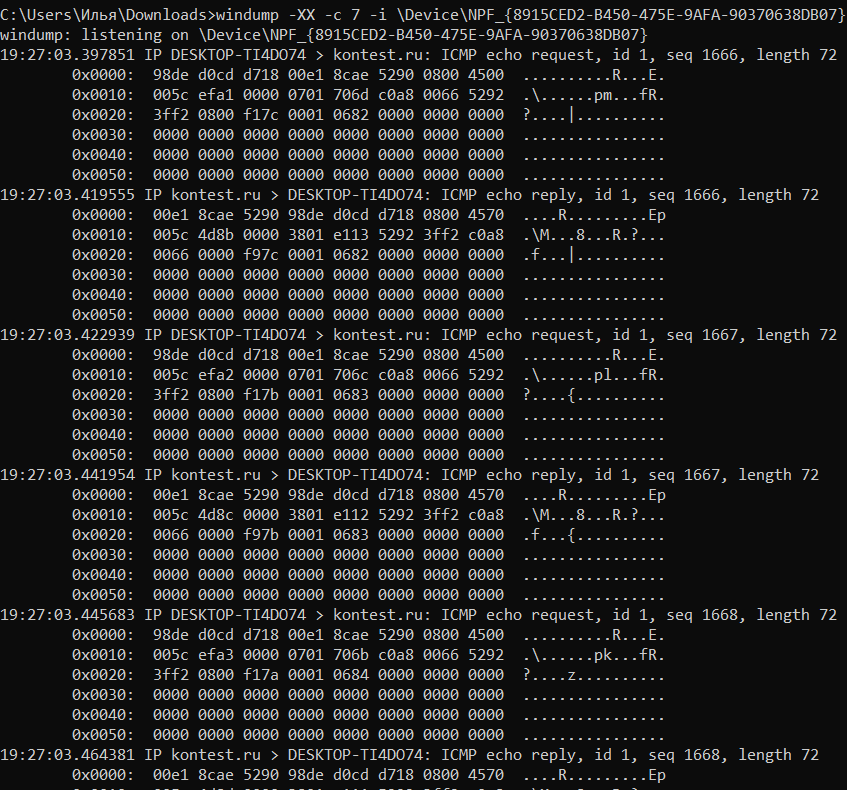 C:\Users\Илья\Downloads>windump -XX -c 7 -i \Device\NPF_{8915CED2-B450-475E-9AFA-90370638DB07}
windump: listening on \Device\NPF_{8915CED2-B450-475E-9AFA-90370638DB07}
19:27:03.397851 IP DESKTOP-TI4DO74 > kontest.ru: ICMP echo request, id 1, seq 1666, length 72
0x0000:  98de d0cd d718 00e1 8cae 5290 0800 4500  ..........R...E.
0x0010:  005c efa1 0000 0701 706d c0a8 0066 5292  .\......pm...fR.
0x0020:  3ff2 0800 f17c 0001 0682 0000 0000 0000  ?....|..........
0x0030:  0000 0000 0000 0000 0000 0000 0000 0000  ................
0x0040:  0000 0000 0000 0000 0000 0000 0000 0000  ................
0x0050:  0000 0000 0000 0000 0000 0000 0000 0000  ................
19:27:03.419555 IP kontest.ru > DESKTOP-TI4DO74: ICMP echo reply, id 1, seq 1666, length 72
0x0000:  00e1 8cae 5290 98de d0cd d718 0800 4570  ....R.........Ep
0x0010:  005c 4d8b 0000 3801 e113 5292 3ff2 c0a8  .\M...8...R.?...
0x0020:  0066 0000 f97c 0001 0682 0000 0000 0000  .f...|..........
0x0030:  0000 0000 0000 0000 0000 0000 0000 0000  ................
0x0040:  0000 0000 0000 0000 0000 0000 0000 0000  ................
0x0050:  0000 0000 0000 0000 0000 0000 0000 0000  ................
19:27:03.422939 IP DESKTOP-TI4DO74 > kontest.ru: ICMP echo request, id 1, seq 1667, length 72
0x0000:  98de d0cd d718 00e1 8cae 5290 0800 4500  ..........R...E.
0x0010:  005c efa2 0000 0701 706c c0a8 0066 5292  .\......pl...fR.
0x0020:  3ff2 0800 f17b 0001 0683 0000 0000 0000  ?....{..........
0x0030:  0000 0000 0000 0000 0000 0000 0000 0000  ................
0x0040:  0000 0000 0000 0000 0000 0000 0000 0000  ................
0x0050:  0000 0000 0000 0000 0000 0000 0000 0000  ................
19:27:03.441954 IP kontest.ru > DESKTOP-TI4DO74: ICMP echo reply, id 1, seq 1667, length 72
0x0000:  00e1 8cae 5290 98de d0cd d718 0800 4570  ....R.........Ep
0x0010:  005c 4d8c 0000 3801 e112 5292 3ff2 c0a8  .\M...8...R.?...
0x0020:  0066 0000 f97b 0001 0683 0000 0000 0000  .f...{..........
0x0030:  0000 0000 0000 0000 0000 0000 0000 0000  ................
0x0040:  0000 0000 0000 0000 0000 0000 0000 0000  ................
0x0050:  0000 0000 0000 0000 0000 0000 0000 0000  ................
19:27:03.445683 IP DESKTOP-TI4DO74 > kontest.ru: ICMP echo request, id 1, seq 1668, length 72
0x0000:  98de d0cd d718 00e1 8cae 5290 0800 4500  ..........R...E.
0x0010:  005c efa3 0000 0701 706b c0a8 0066 5292  .\......pk...fR.
0x0020:  3ff2 0800 f17a 0001 0684 0000 0000 0000  ?....z..........
0x0030:  0000 0000 0000 0000 0000 0000 0000 0000  ................
0x0040:  0000 0000 0000 0000 0000 0000 0000 0000  ................
0x0050:  0000 0000 0000 0000 0000 0000 0000 0000  ................
19:27:03.464381 IP kontest.ru > DESKTOP-TI4DO74: ICMP echo reply, id 1, seq 1668, length 72
0x0000:  00e1 8cae 5290 98de d0cd d718 0800 4570  ....R.........Ep